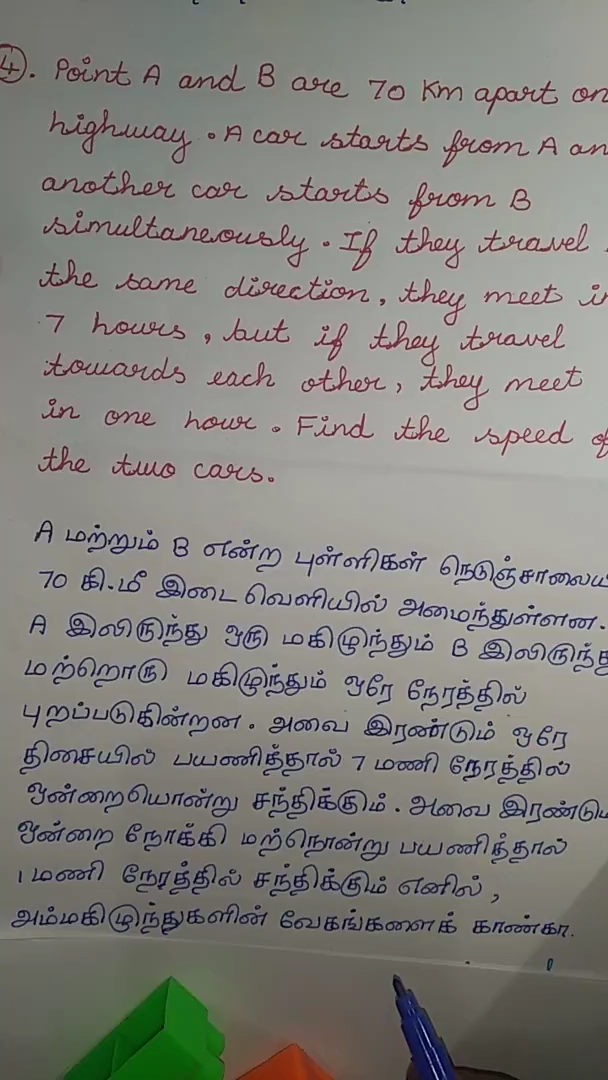 4. Point A and B are 70 Km apart on
highway. A car starts from A an
another car starts from B
simultaneously. If they travel
the same direction, they meet in
7 hours, but if they travel
towards each other, they meet
in one hour. Find the speed of
the two cars.
A மற்றும் B என்ற புள்ளிகள் நெடுஞ்சாலையி
70 கி.மீ இடை வெளியில் அமைந்துள்ளன.
A இலிருந்து ஒரு மகிழுந்தும் B இலிருந்து
மற்றொரு மகிழுந்தும் ஒரே நேரத்தில்
புறப்படுகின்றன. அவை இரண்டும் ஒரே
திசையில் பயணித்தால் 7 மணி நேரத்தில்
ஒன்றையொன்று சந்திக்கும். அவை இரண்டும்
ஒன்றை நோக்கி மற்நொன்று பயணித்தால்
1 மணி நேரத்தில் சந்திக்கும் எனில்,
அம்மகிழுந்துகளின் வேகங்களைக் காண்கா.